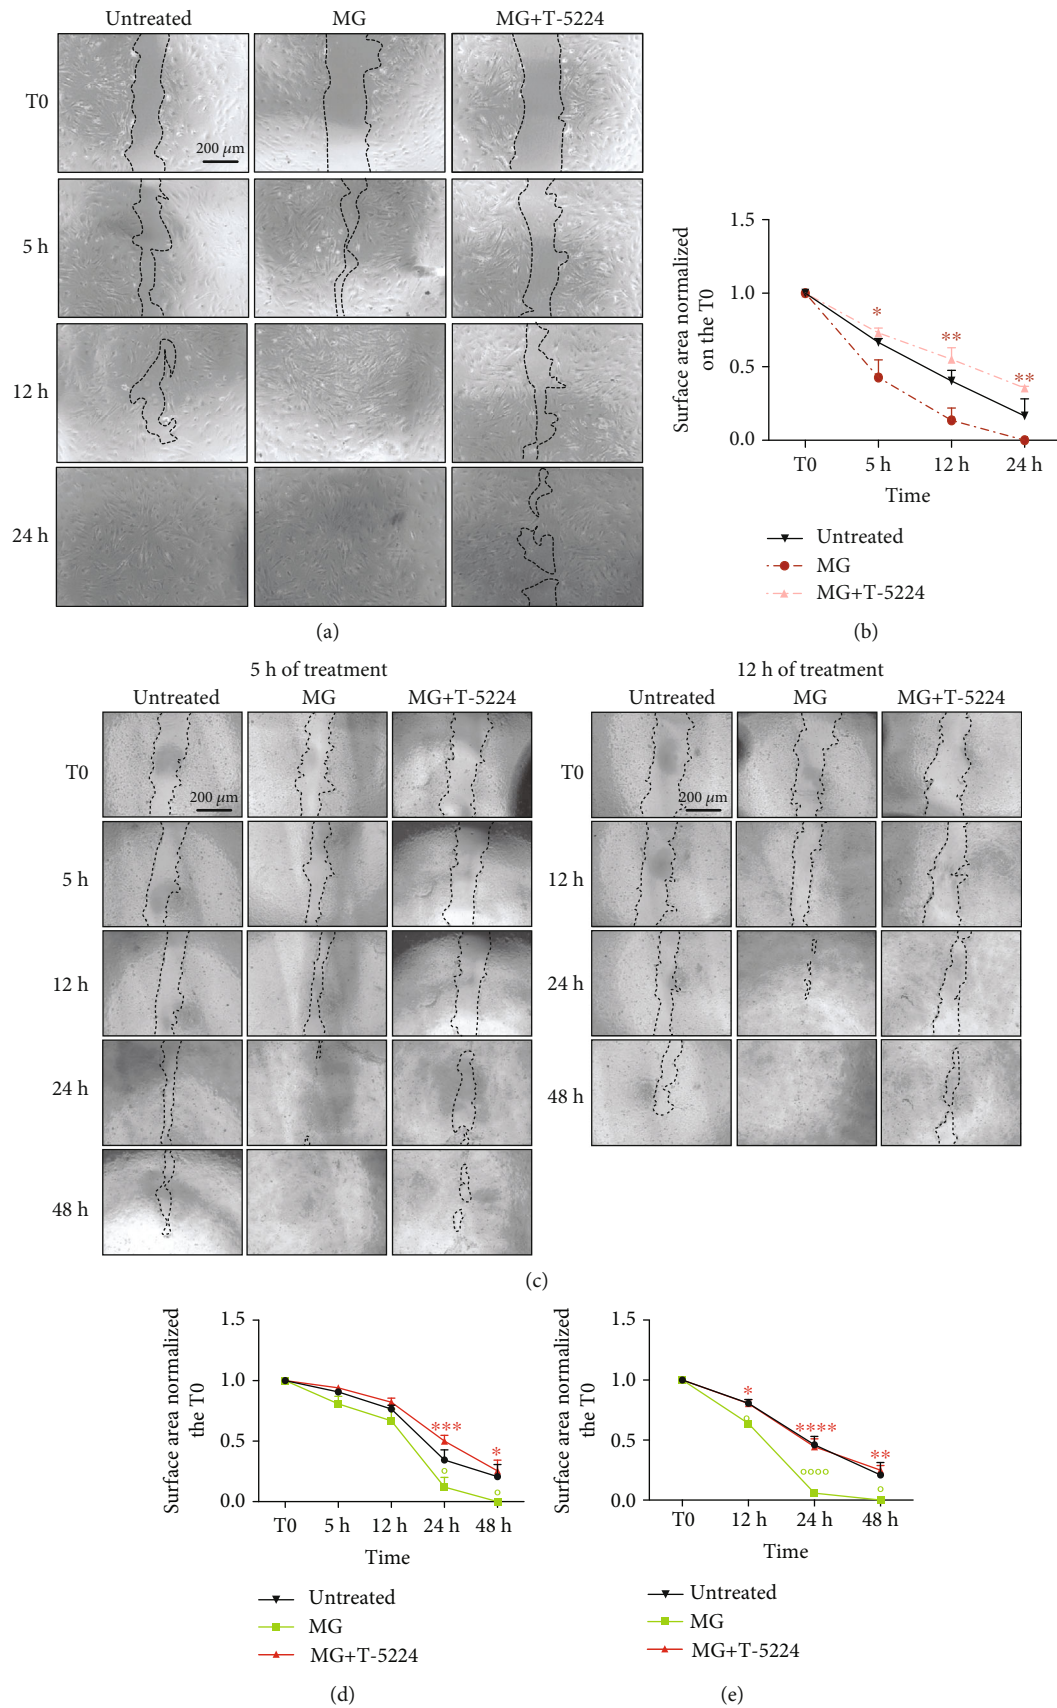 Untreated MG MG+T-5224
T0
200 μm
5 h
12 h
24 h
(a)
Surface area normalized
on the T0
1.5
1.0
0.5
0.0
*
**
**
T0 5 h 12 h 24 h
Time
Untreated
MG
MG+T-5224
(b)
5 h of treatment
Untreated MG MG+T-5224
T0
200 μm
5 h
12 h
24 h
48 h
12 h of treatment
Untreated MG MG+T-5224
T0
200 μm
12 h
24 h
48 h
(c)
Surface area normalized
the T0
1.5
1.0
0.5
0.0
***
*
°
°
T0 5 h 12 h 24 h 48 h
Time
Untreated
MG
MG+T-5224
(d)
Surface area normalized
the T0
1.5
1.0
0.5
0.0
*
°
****
°°°°
**
°
T0 12 h 24 h 48 h
Time
Untreated
MG
MG+T-5224
(e)